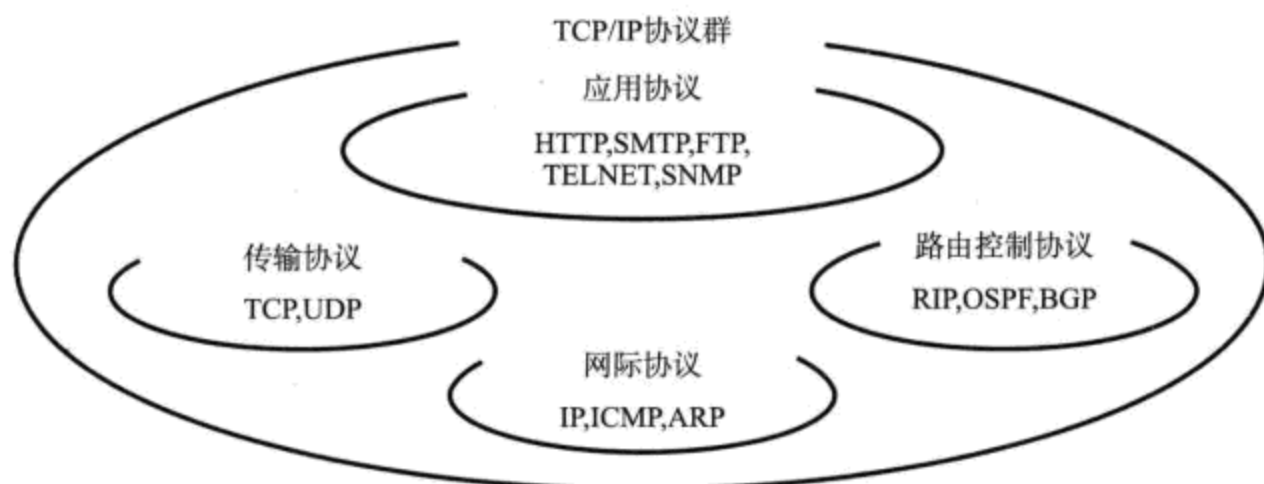 TCP/IP协议群
应用协议
HTTP,SMTP,FTP,
TELNET,SNMP
传输协议
TCP,UDP
路由控制协议
RIP,OSPF,BGP
网际协议
IP,ICMP,ARP